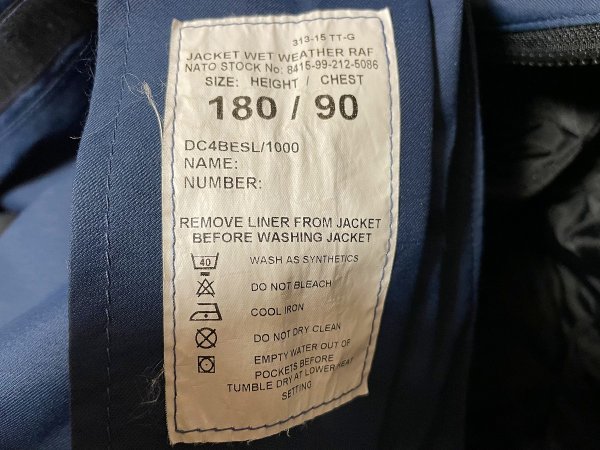 313-15 TT-G
JACKET WET WEATHER RAF
NATO STOCK No: 8415-99-212-5086
SIZE: HEIGHT / CHEST
180 / 90
DC4BESL/1000
NAME:
NUMBER:
REMOVE LINER FROM JACKET
BEFORE WASHING JACKET
40 WASH AS SYNTHETICS
DO NOT BLEACH
COOL IRON
DO NOT DRY CLEAN
EMPTY WATER OUT OF
POCKETS BEFORE
TUMBLE DRY AT LOWER HEAT
SETTING